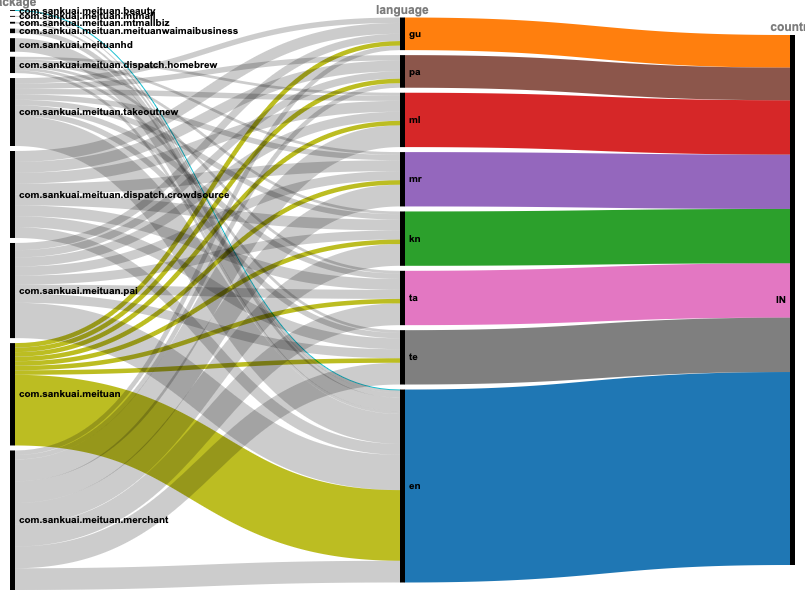 ackage
language
countr
com.sankuai.meituan.beauty
com.sankuai.meituan.mtmall
com.sankuai.meituan.mtmallbiz
com.sankuai.meituan.meituanwaimaibusiness
com.sankuai.meituanhd
com.sankuai.meituan.dispatch.homebrew
com.sankuai.meituan.takeoutnew
com.sankuai.meituan.dispatch.crowdsource
com.sankuai.meituan.pai
com.sankuai.meituan
com.sankuai.meituan.merchant
gu
pa
ml
mr
kn
ta
te
en
IN